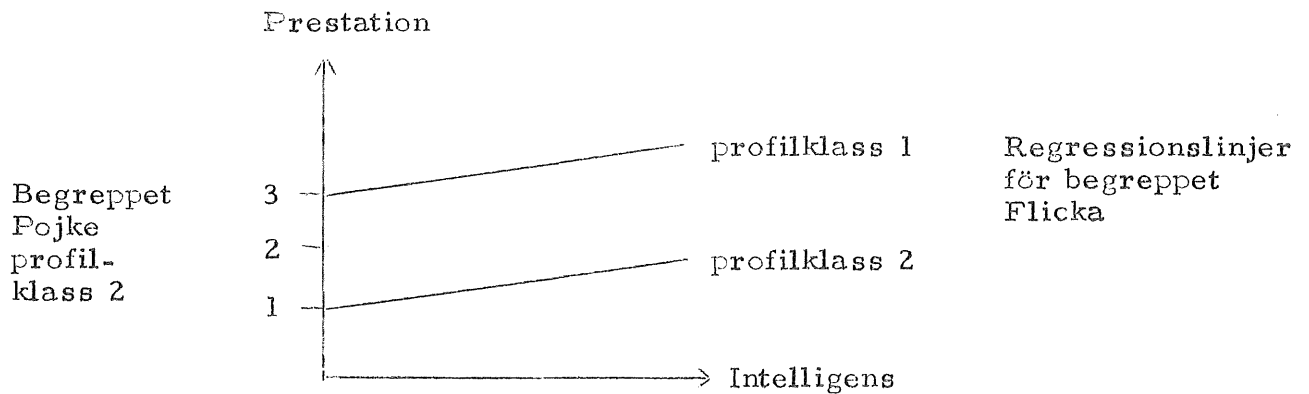 Prestation
profilklass 1
Regressionslinjer
för begreppet
Flicka
Begreppet
Pojke
profil-
klass 2
3
2
1
profilklass 2
Intelligens